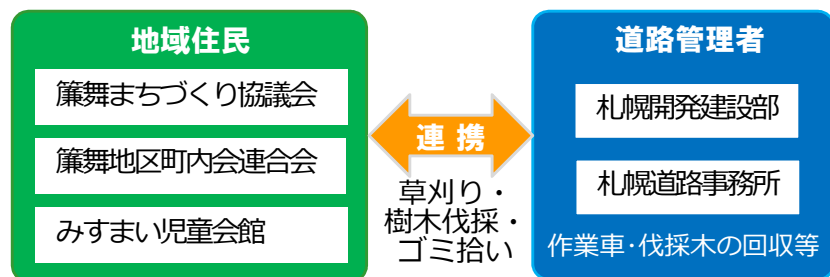 地域住民
簾舞まちづくり協議会
簾舞地区町内会連合会
みすまい児童会館
連携
草刈り・
樹木伐採・
ゴミ拾い
道路管理者
札幌開発建設部
札幌道路事務所
作業車・伐採木の回収等